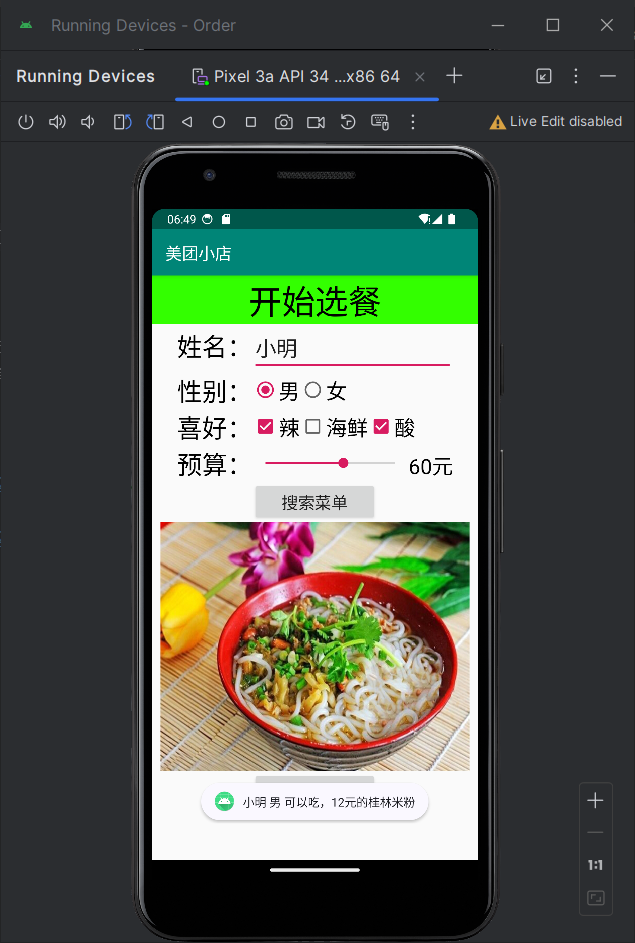 Running Devices - Order
Running Devices
Pixel 3a API 34 ...x86 64
Live Edit disabled
06:49
美团小店
开始选餐
姓名：
小明
性别：
男
女
喜好：
辣
海鲜
酸
预算：
60元
搜索菜单
小明 男 可以吃，12元的桂林米粉
1:1